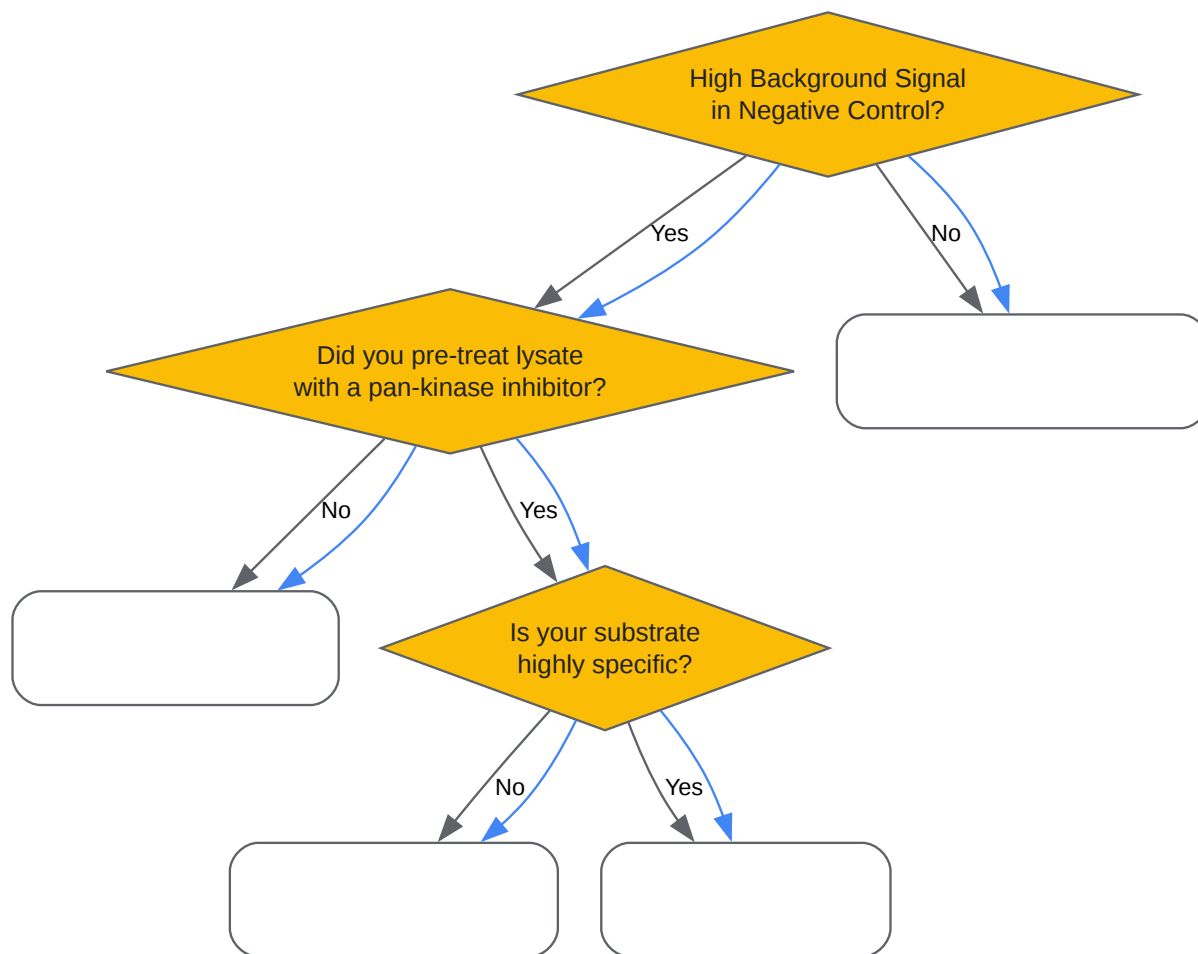 High Background Signal
in Negative Control?
Yes
No
Did you pre-treat lysate
with a pan-kinase inhibitor?
No
Yes
Is your substrate
highly specific?
No
Yes